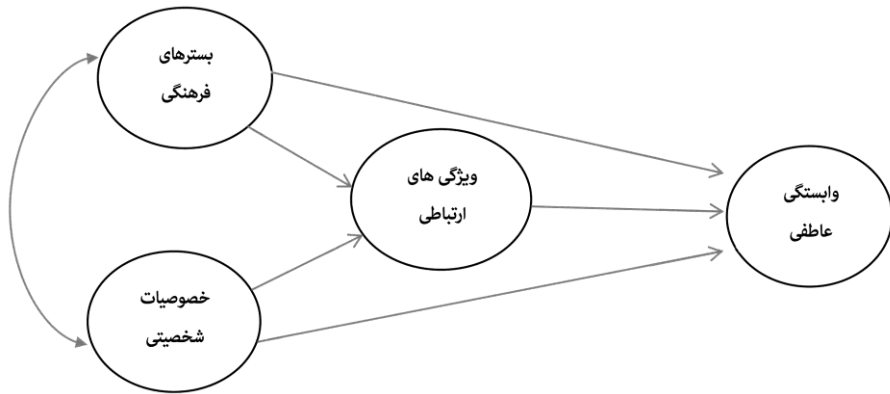 بسترهای
فرهنگی
ویژگی های
ارتباطی
وابستگی
عاطفی
خصوصیات
شخصیتی